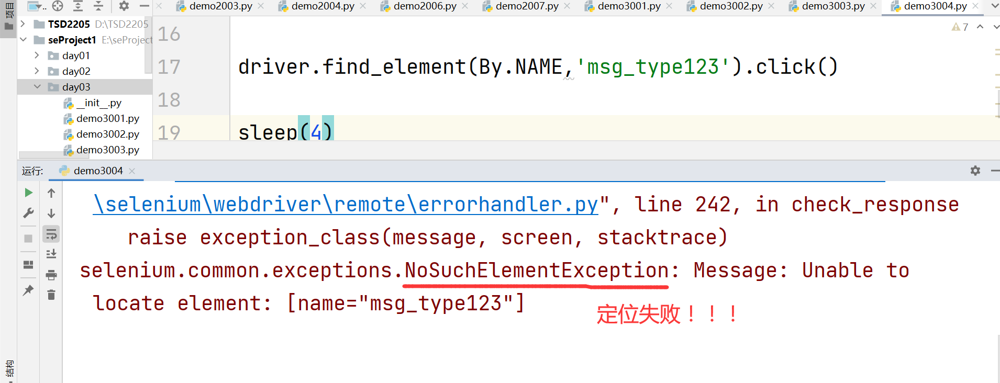 项目
..
demo2003.py
demo2004.py
demo2006.py
demo2007.py
demo3001.py
demo3002.py
demo3003.py
demo3004.py
TSD2205 D:\TSD2205
seProject1 E:\seProject
day01
day02
day03
__init__.py
demo3001.py
demo3002.py
demo3003.py
7
16
17 driver.find_element(By.NAME,'msg_type123').click()
18
19 sleep(4)
运行: demo3004
\selenium\webdriver\remote\errorhandler.py", line 242, in check_response
raise exception_class(message, screen, stacktrace)
selenium.common.exceptions.NoSuchElementException: Message: Unable to
locate element: [name="msg_type123"]
定位失败！！！
结构